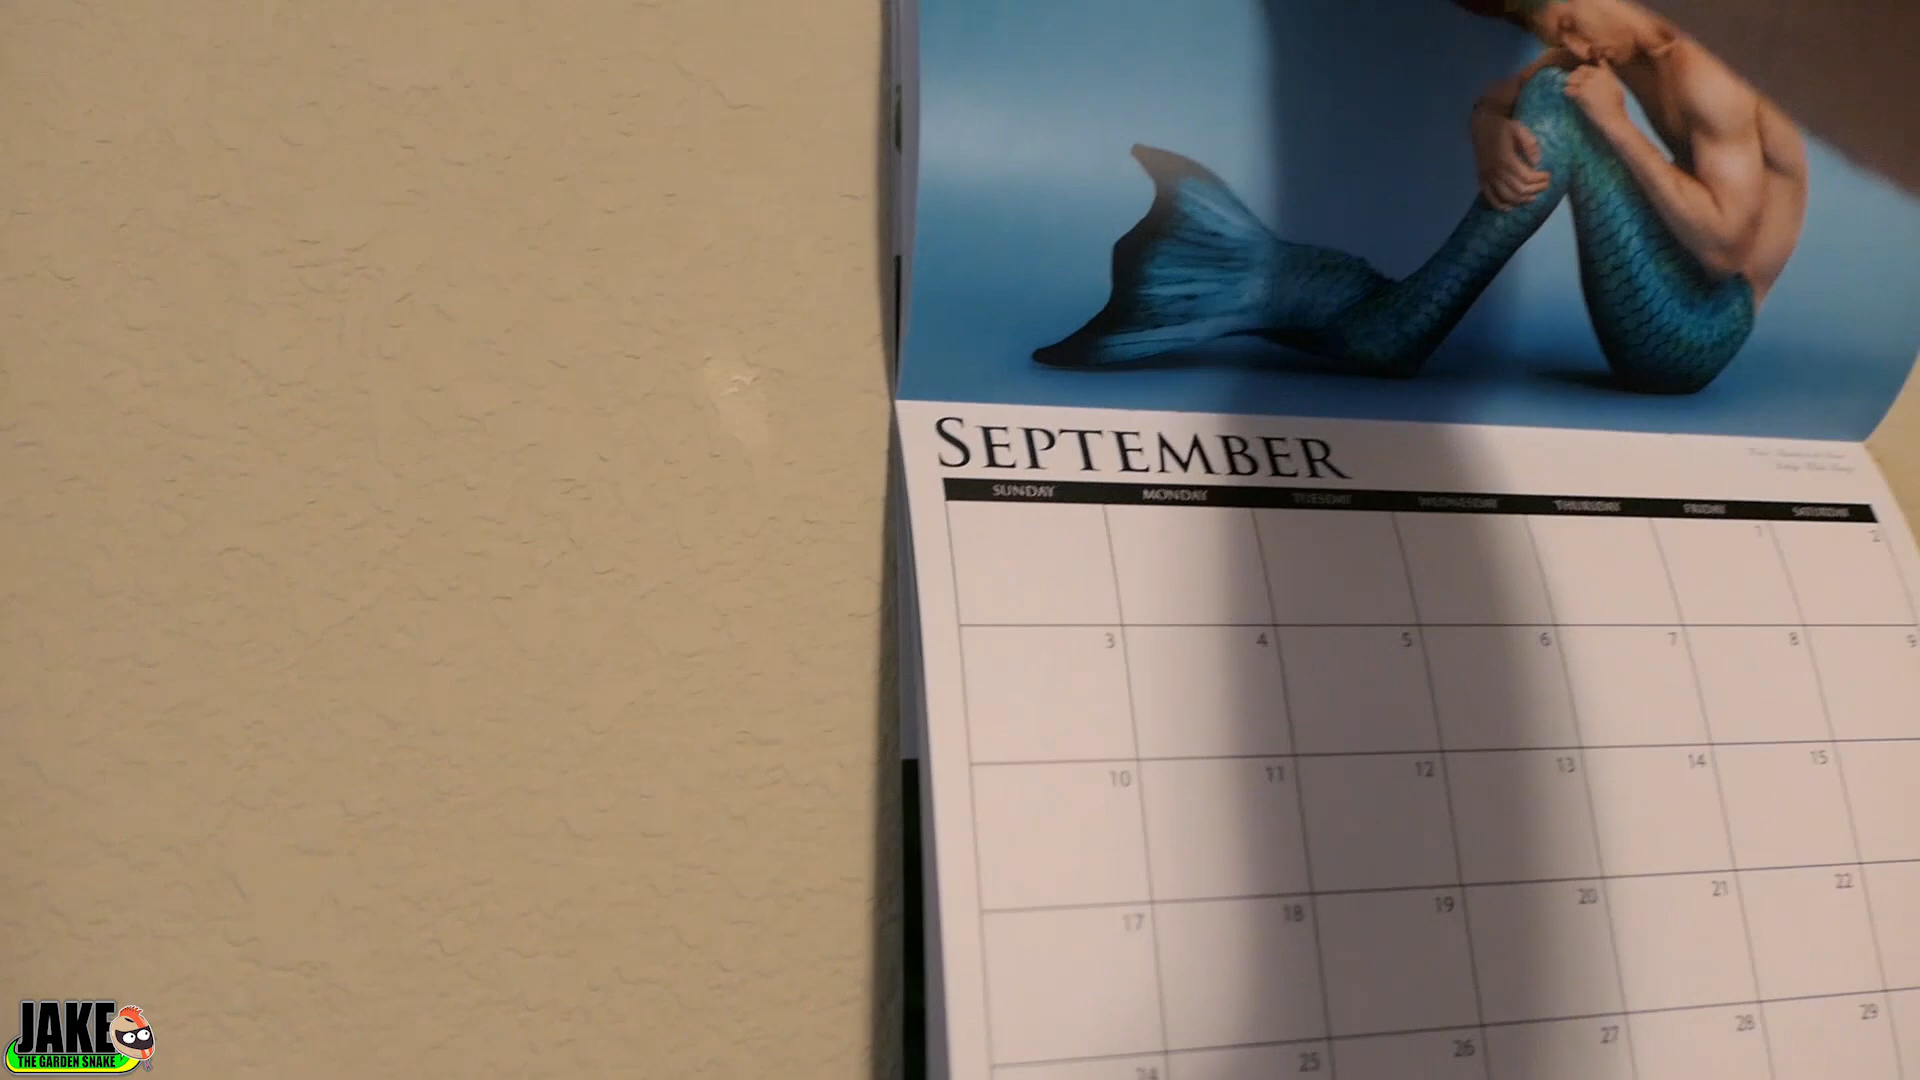 SEPTEMBER
SUNDAY MONDAY TUESDAY WEDNESDAY THURSDAY FRIDAY SATURDAY
1 2
3 4 5 6 7 8 9
10 11 12 13 14 15
17 18 19 20 21 22
24 25 26 27 28 29
JAKE
THE GARDEN SNAKE